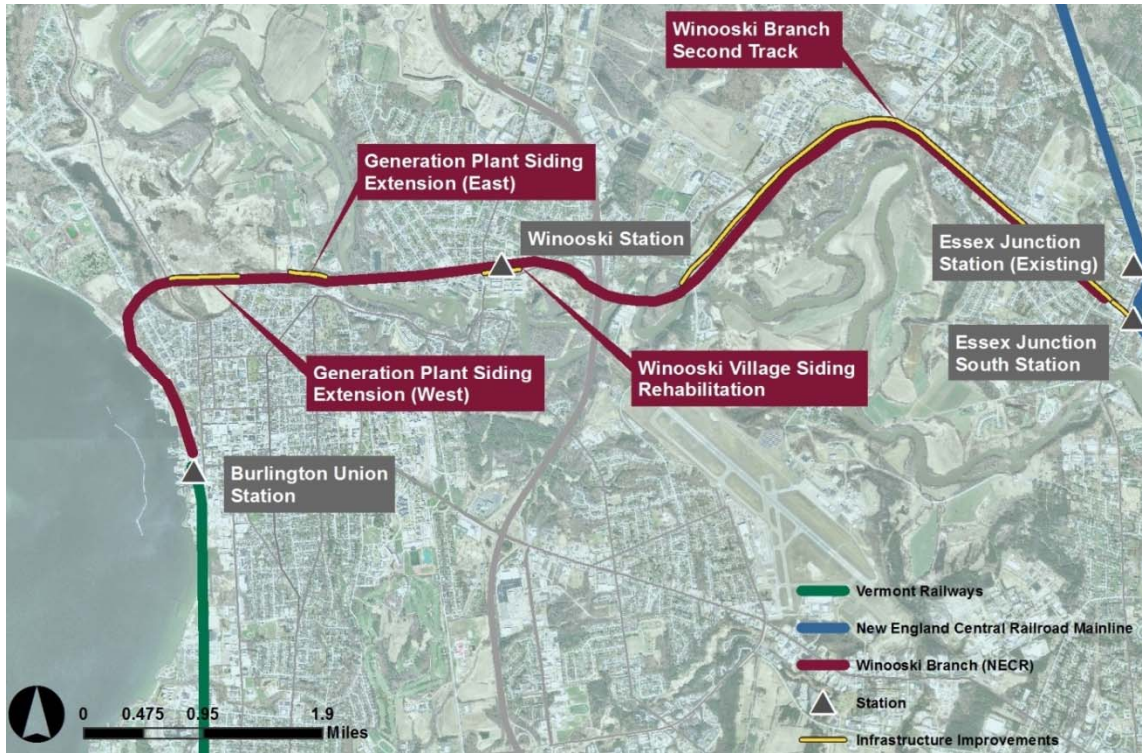 Winooski Branch
Second Track
Generation Plant Siding
Extension (East)
Winooski Station
Essex Junction
Station (Existing)
Essex Junction
South Station
Generation Plant Siding
Extension (West)
Winooski Village Siding
Rehabilitation
Burlington Union
Station
Vermont Railways
New England Central Railroad Mainline
Winooski Branch (NECR)
Station
Infrastructure Improvements
0 0.475 0.95 1.9
Miles